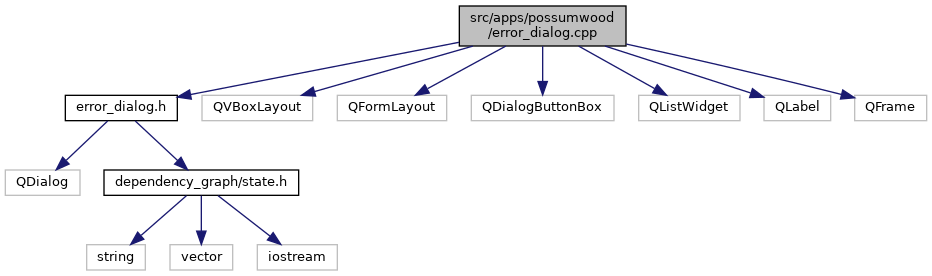 src/apps/possumwood
/error_dialog.cpp
error_dialog.h
QVBoxLayout
QFormLayout
QDialogButtonBox
QListWidget
QLabel
QFrame
QDialog
dependency_graph/state.h
string
vector
iostream